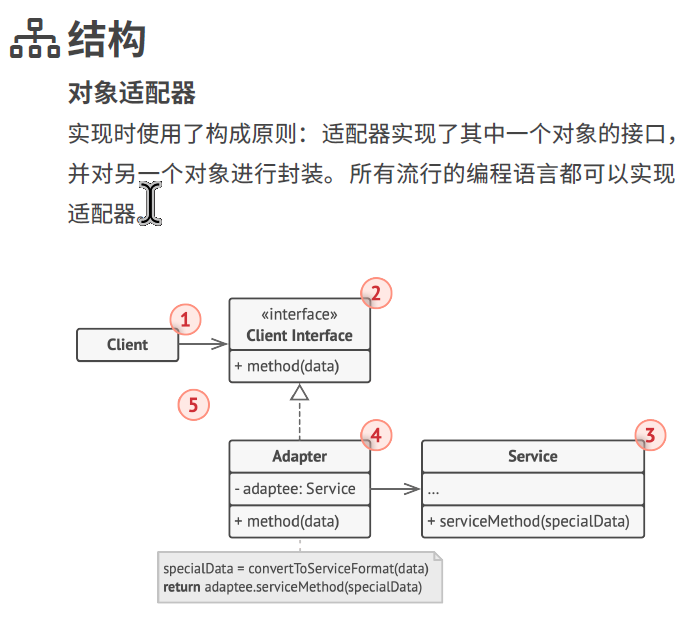 结构
对象适配器
实现时使用了构成原则：适配器实现了其中一个对象的接口，
并对另一个对象进行封装。所有流行的编程语言都可以实现
适配器。
1
2
«interface»
Client Interface
+ method(data)
Client
5
4
Adapter
- adaptee: Service
+ method(data)
3
Service
...
+ serviceMethod(specialData)
specialData = convertToServiceFormat(data)
return adaptee.serviceMethod(specialData)